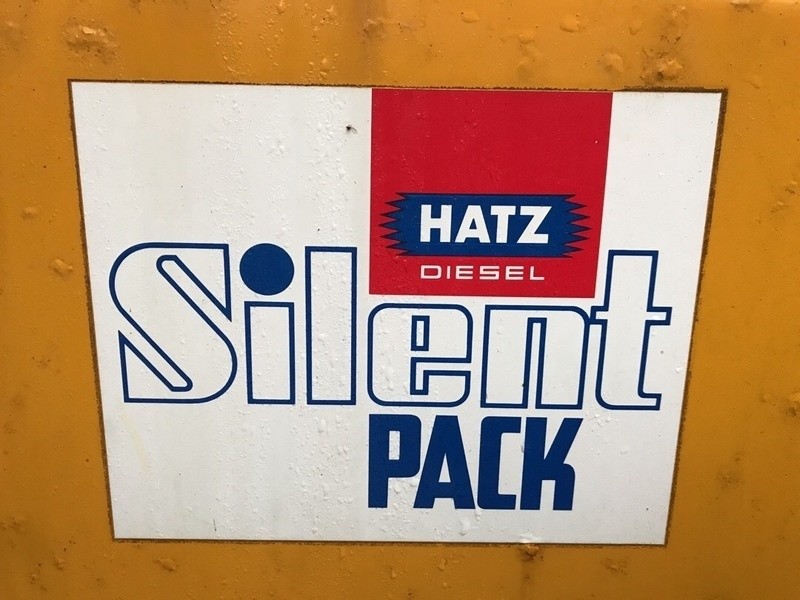 HATZ
DIESEL
Silent
PACK